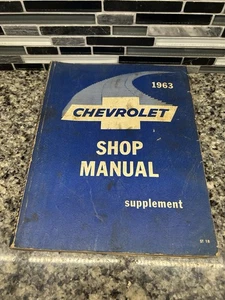 1963
CHEVROLET
SHOP
MANUAL
supplement